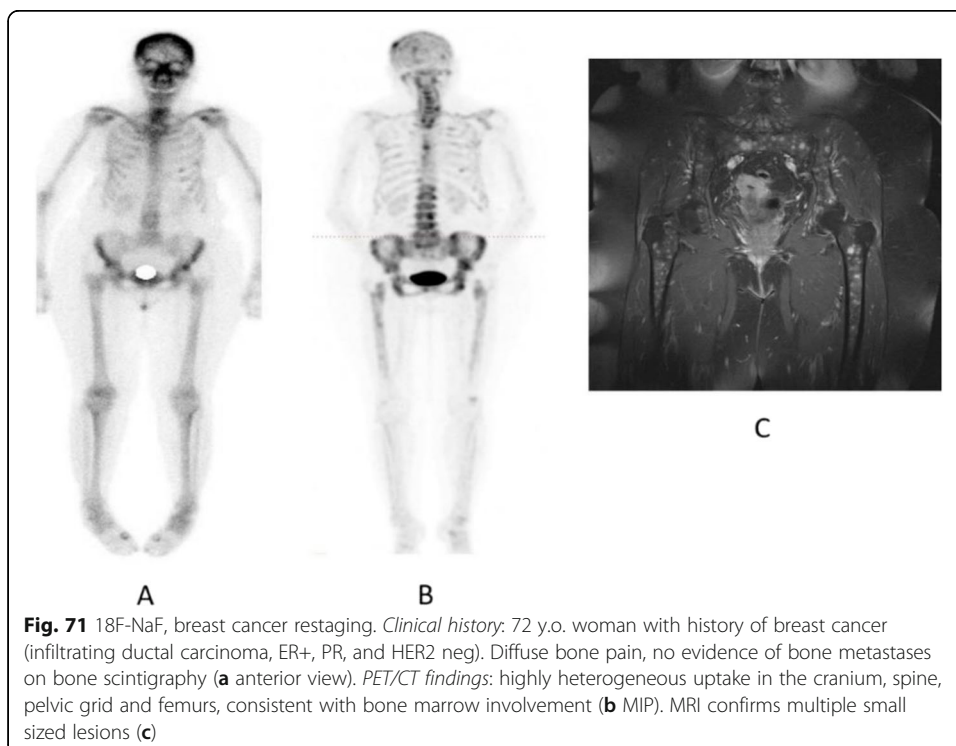 A
B
C
Fig. 71 18F-NaF, breast cancer restaging. Clinical history: 72 y.o. woman with history of breast cancer
(infiltrating ductal carcinoma, ER+, PR, and HER2 neg). Diffuse bone pain, no evidence of bone metastases
on bone scintigraphy (a anterior view). PET/CT findings: highly heterogeneous uptake in the cranium, spine,
pelvic grid and femurs, consistent with bone marrow involvement (b MIP). MRI confirms multiple small
sized lesions (c)